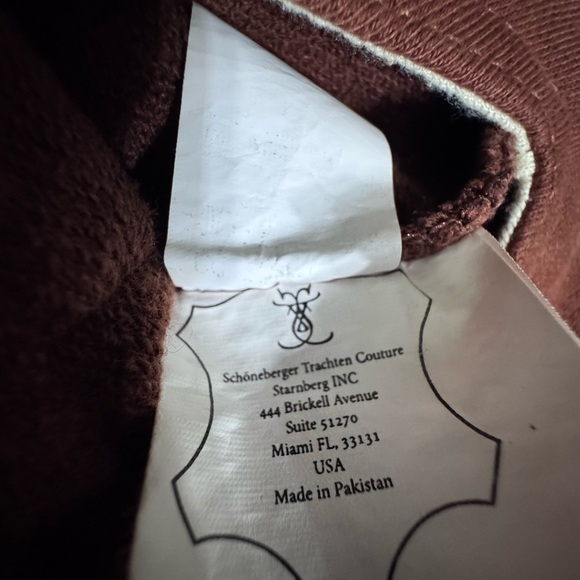 Schöneberger Trachten Couture
Starnberg INC
444 Brickell Avenue
Suite 51270
Miami FL, 33131
USA
Made in Pakistan